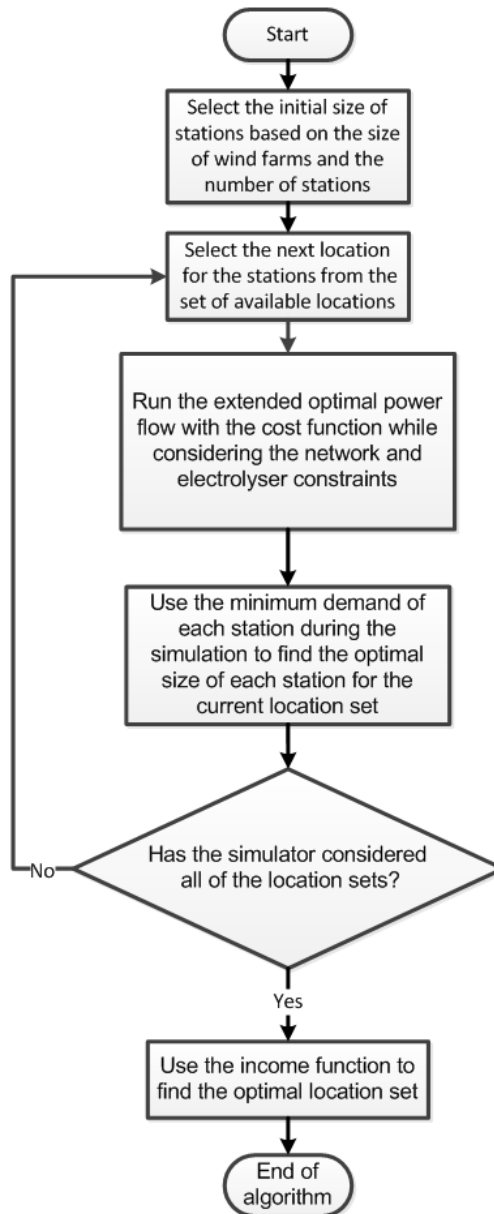 Start
Select the initial size of
stations based on the size
of wind farms and the
number of stations
Select the next location
for the stations from the
set of available locations
Run the extended optimal power
flow with the cost function while
considering the network and
electrolyser constraints
Use the minimum demand of
each station during the
simulation to find the optimal
size of each station for the
current location set
Has the simulator considered
all of the location sets?
No
Yes
Use the income function to
find the optimal location set
End of
algorithm